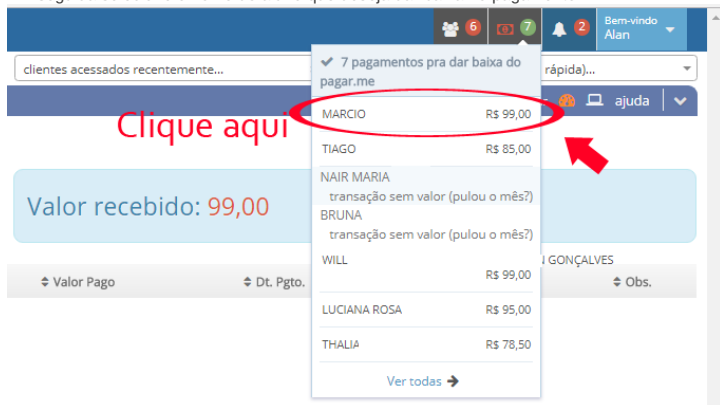 6
7
2
Bem-vindo
Alan
clientes acessados recentemente...
rápida)...
7 pagamentos pra dar baixa do
pagar.me
ajuda
Clique aqui
MARCIO R$ 99,00
TIAGO R$ 85,00
NAIR MARIA
transação sem valor (pulou o mês?)
Valor recebido: 99,00
BRUNA
transação sem valor (pulou o mês?)
WILL
GONÇALVES
R$ 99,00
Valor Pago Dt. Pgto. Obs.
LUCIANA ROSA R$ 95,00
THALIA R$ 78,50
Ver todas